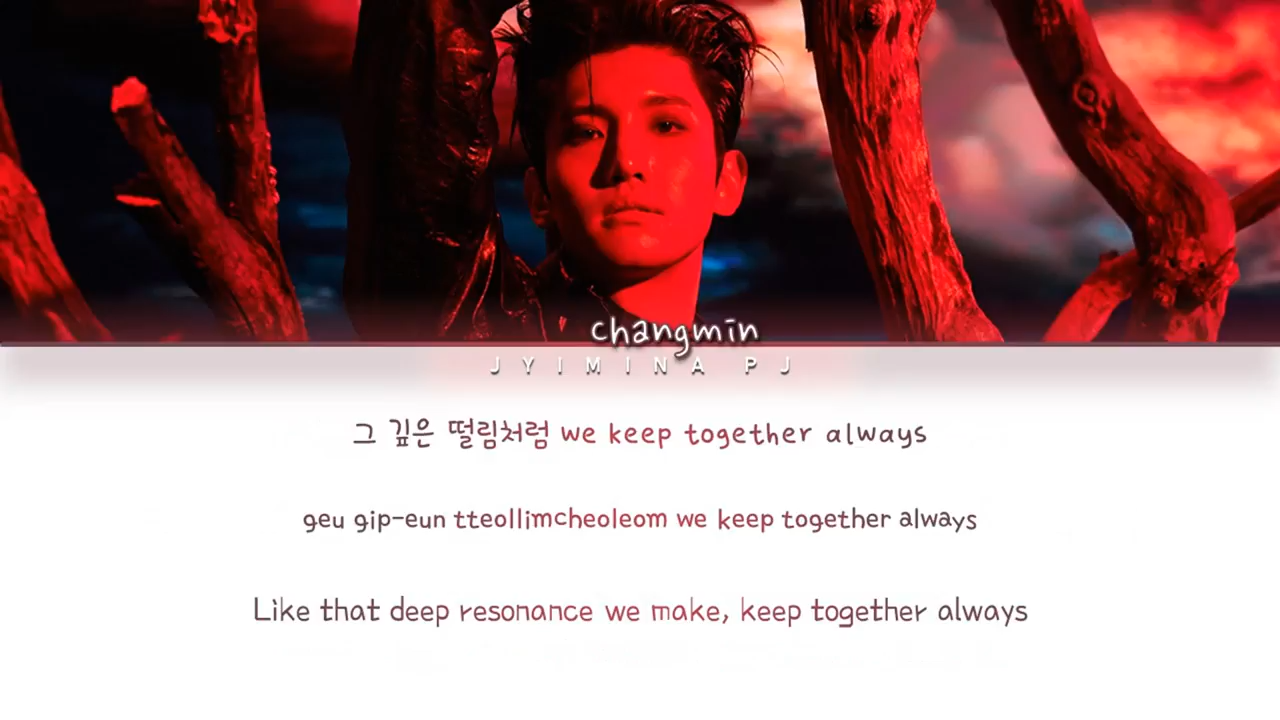 changmin
JYIMINA PJ
그 깊은 떨림처럼 we keep together always
geu gip-eun tteollimcheoleom we keep together always
Like that deep resonance we make, keep together always